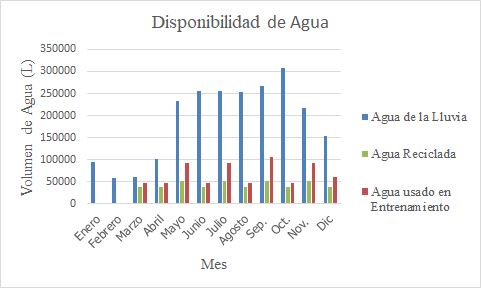 Disponibilidad de Agua
350000
300000
250000
200000
150000
100000
50000
0
Volumen de Agua (L)
Enero
Febrero
Marzo
Abril
Mayo
Junio
Julio
Agosto
Sep.
Oct.
Nov.
Dic
Mes
Agua de la Lluvia
Agua Reciclada
Agua usado en
Entrenamiento